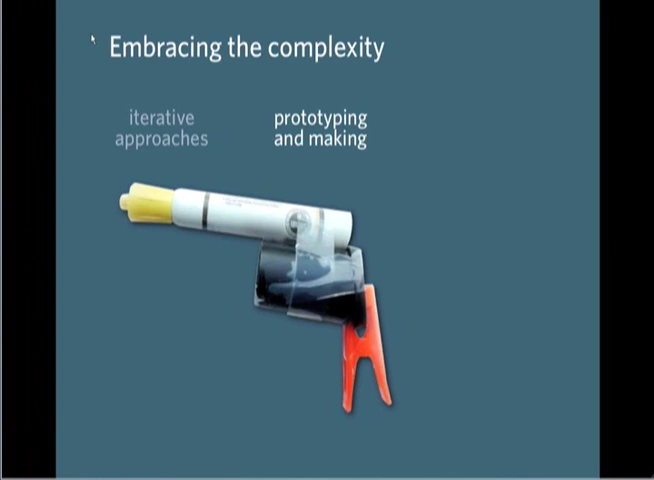 Embracing the complexity
iterative
approaches
prototyping
and making